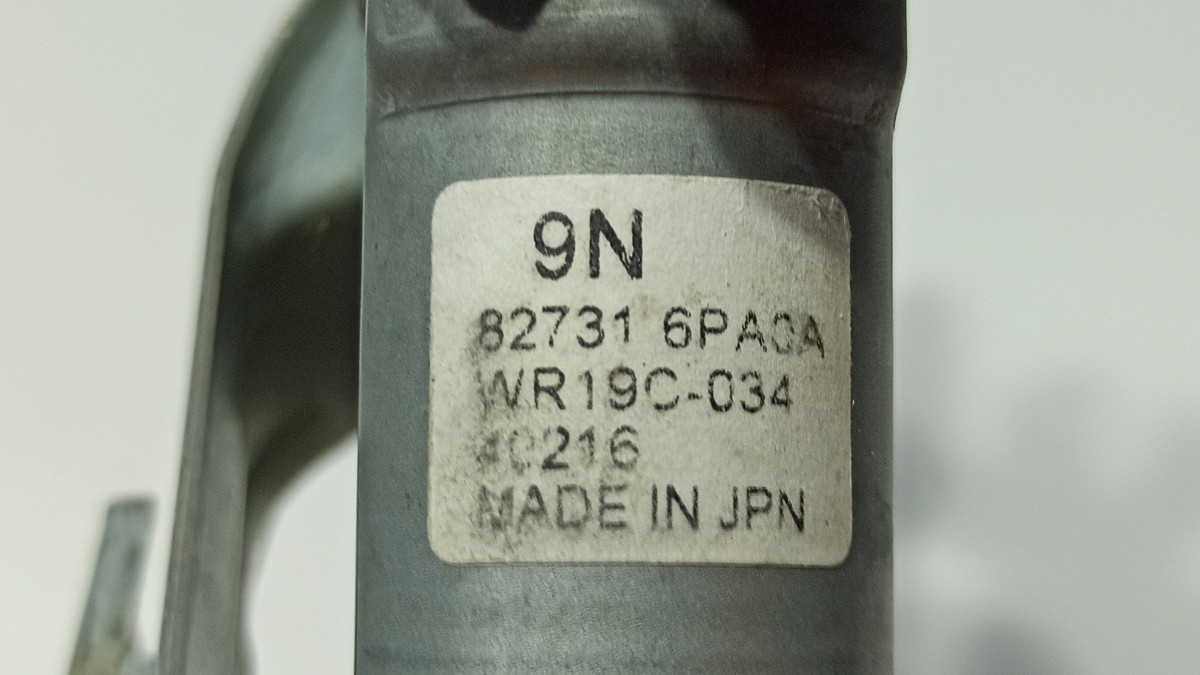 9N
82731 6PA0A
WR19C-034
40216
MADE IN JPN